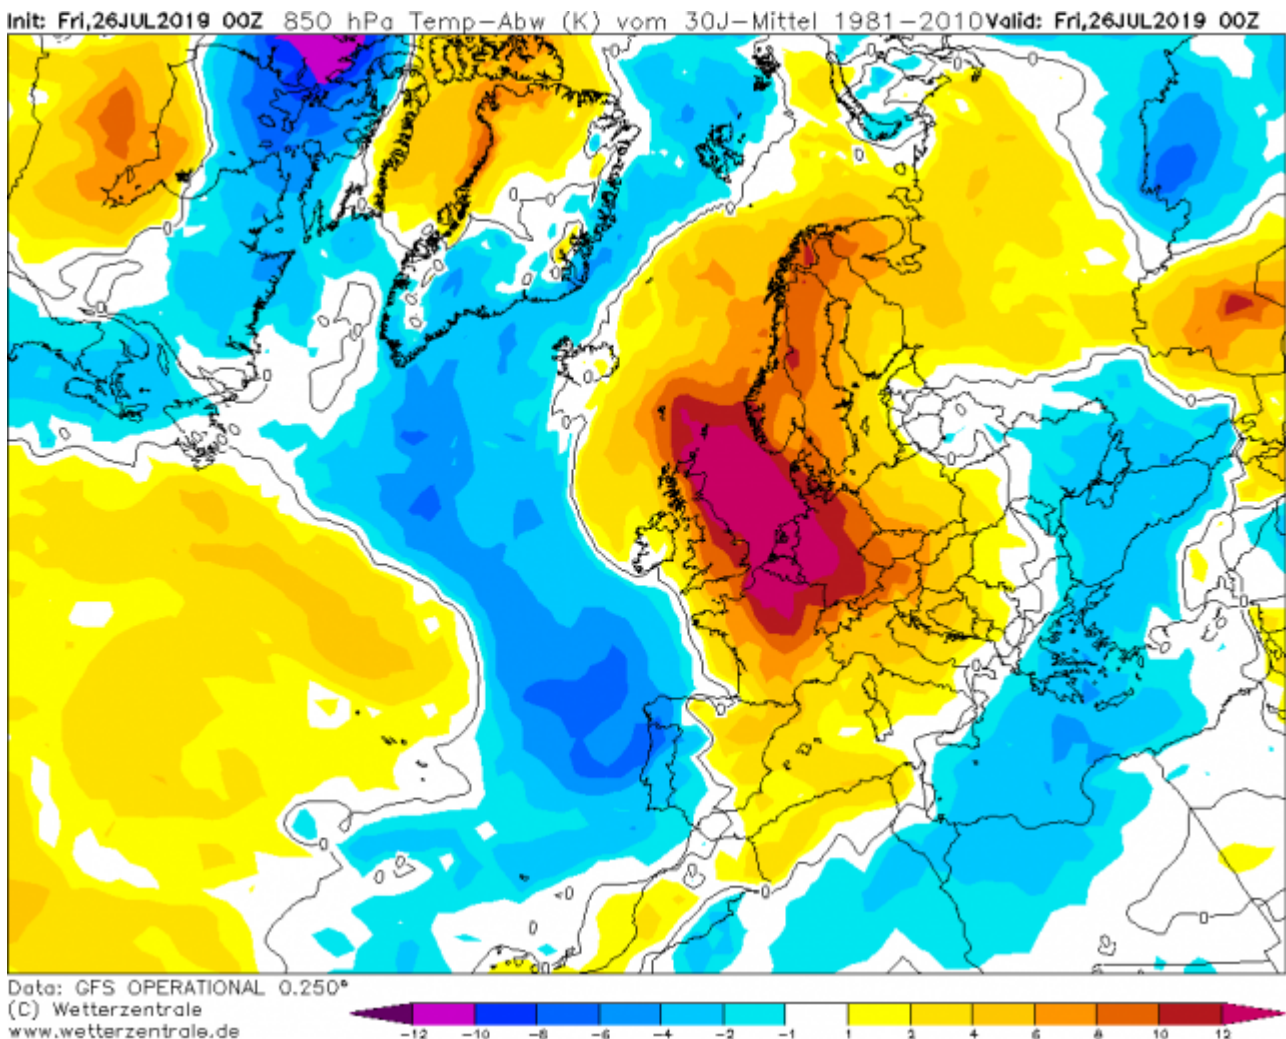 Init: Fri,26JUL2019 00Z 850 hPa Temp-Abw (K) vom 30J-Mittel 1981-2010 Valid: Fri,26JUL2019 00Z
Data: GFS OPERATIONAL 0.250°
(C) Wetterzentrale
www.wetterzentrale.de
-12 -10 -8 -6 -4 -2 -1 1 2 4 6 8 10 12